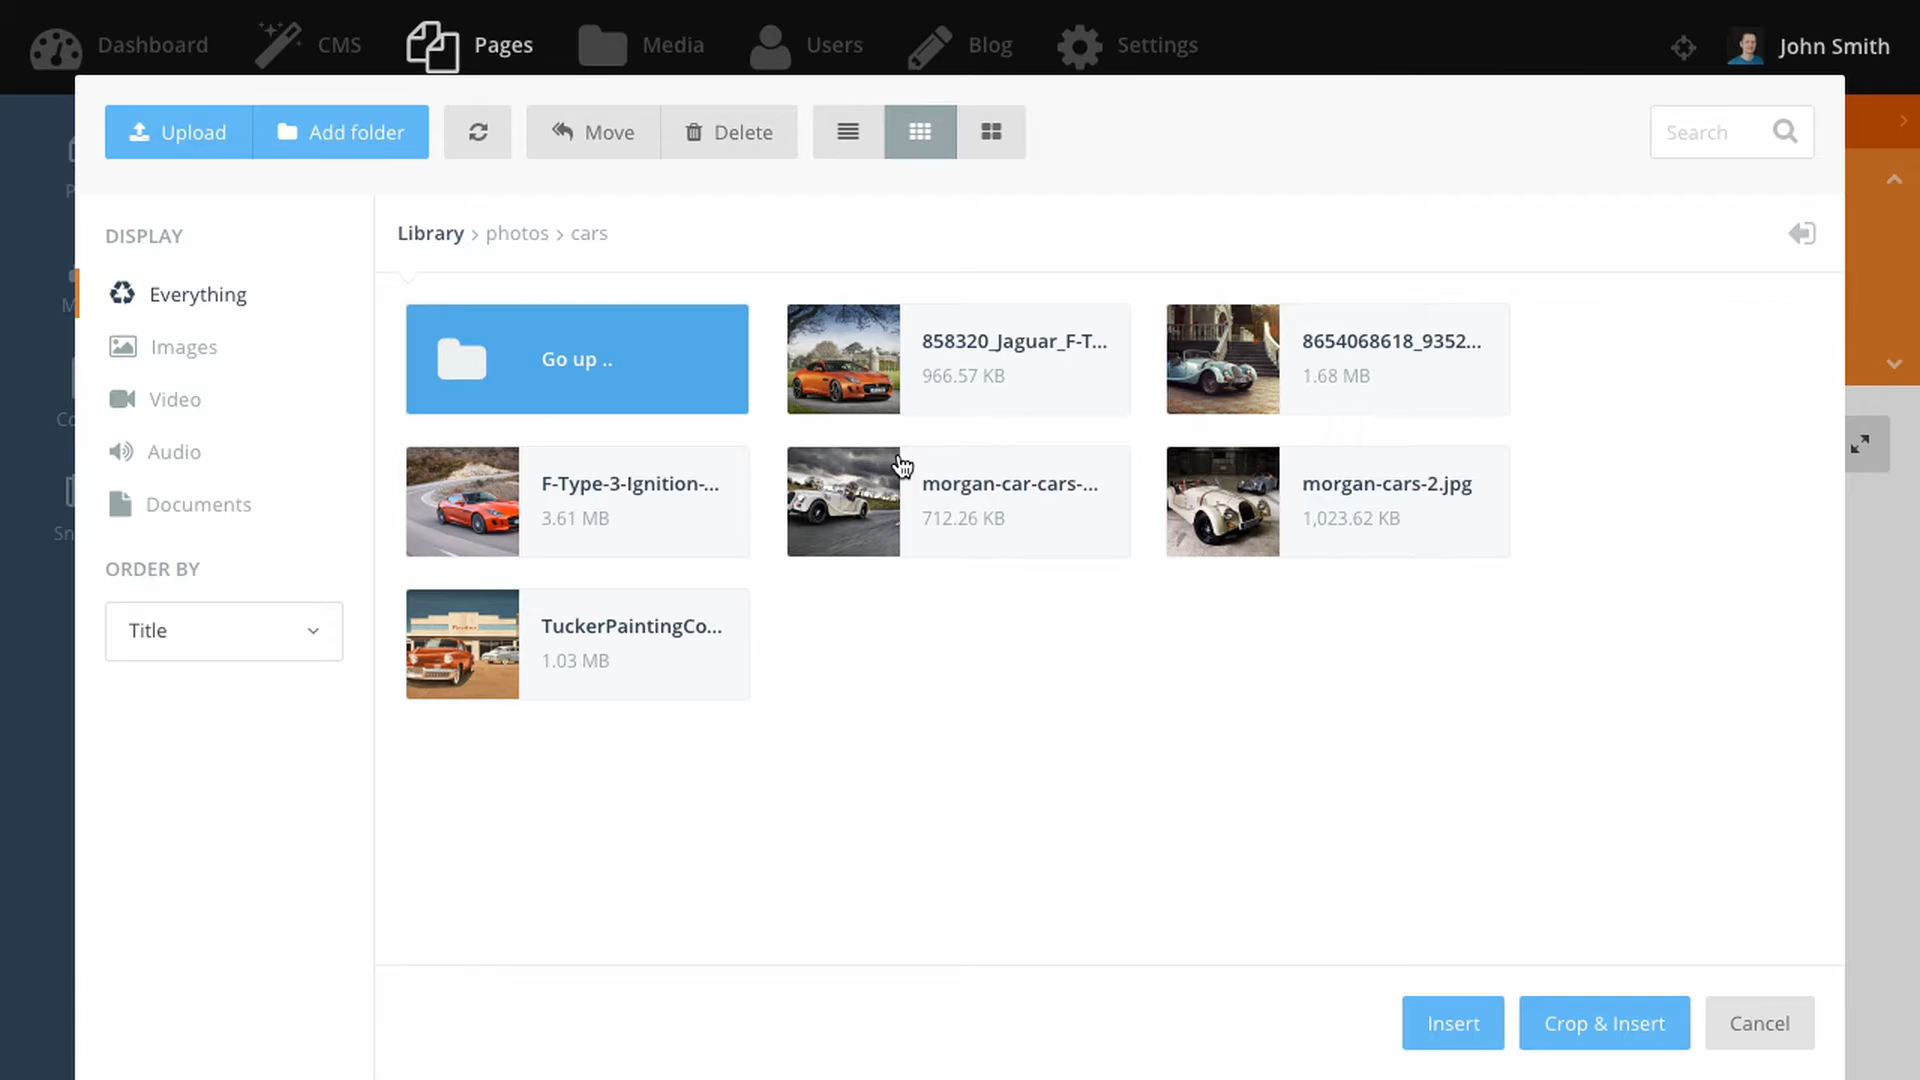 Dashboard CMS Pages Media Users Blog Settings John Smith
Upload Add folder Move Delete Search
DISPLAY
Everything
Images
Video
Audio
Documents
ORDER BY
Title
Library > photos > cars
Go up ..
858320_Jaguar_F-T...
966.57 KB
8654068618_9352...
1.68 MB
F-Type-3-Ignition-...
3.61 MB
morgan-car-cars-...
712.26 KB
morgan-cars-2.jpg
1,023.62 KB
TuckerPaintingCo...
1.03 MB
Insert Crop & Insert Cancel